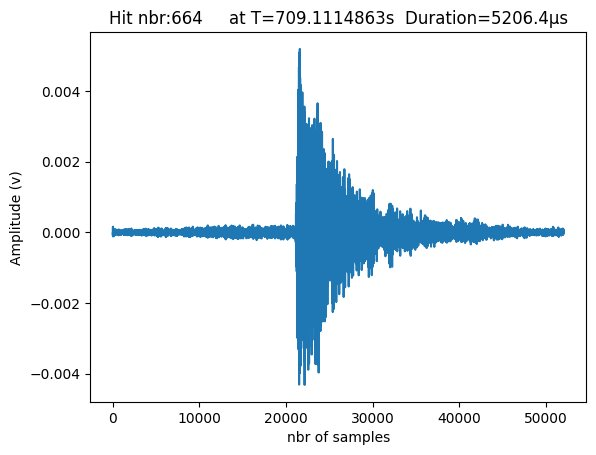 Hit nbr:664     at T=709.1114863s  Duration=5206.4μs
0.004
0.002
0.000
−0.002
−0.004
Amplitude (v)
0 10000 20000 30000 40000 50000
nbr of samples